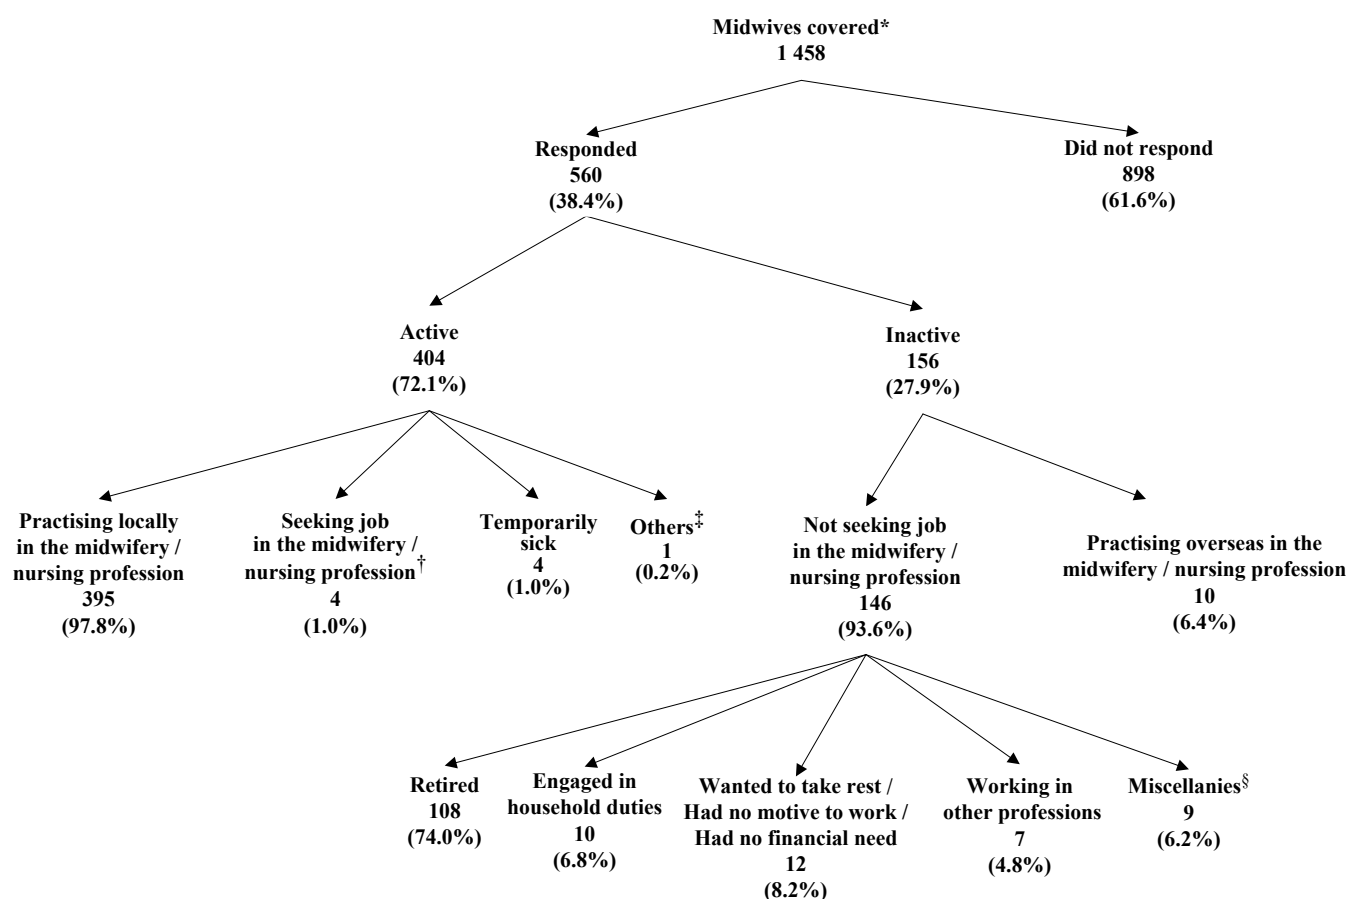 Midwives covered*
1 458
Responded
560
(38.4%)
Did not respond
898
(61.6%)
Active
404
(72.1%)
Inactive
156
(27.9%)
Practising locally
in the midwifery /
nursing profession
395
(97.8%)
Seeking job
in the midwifery /
nursing profession†
4
(1.0%)
Temporarily
sick
4
(1.0%)
Others‡
1
(0.2%)
Not seeking job
in the midwifery /
nursing profession
146
(93.6%)
Practising overseas in the
midwifery / nursing profession
10
(6.4%)
Retired
108
(74.0%)
Engaged in
household duties
10
(6.8%)
Wanted to take rest /
Had no motive to work /
Had no financial need
12
(8.2%)
Working in
other professions
7
(4.8%)
Miscellanies§
9
(6.2%)